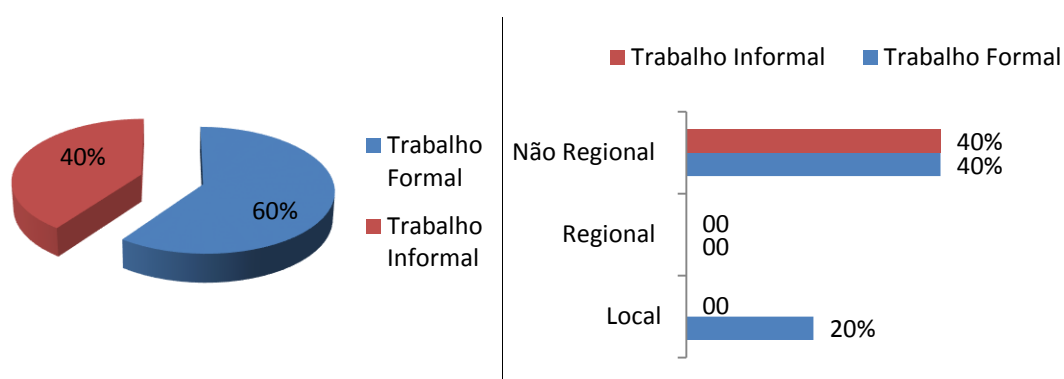 40%
60%
Trabalho
Formal
Trabalho
Informal
Trabalho Informal Trabalho Formal
Não Regional
40%
40%
Regional
00
00
Local
00
20%